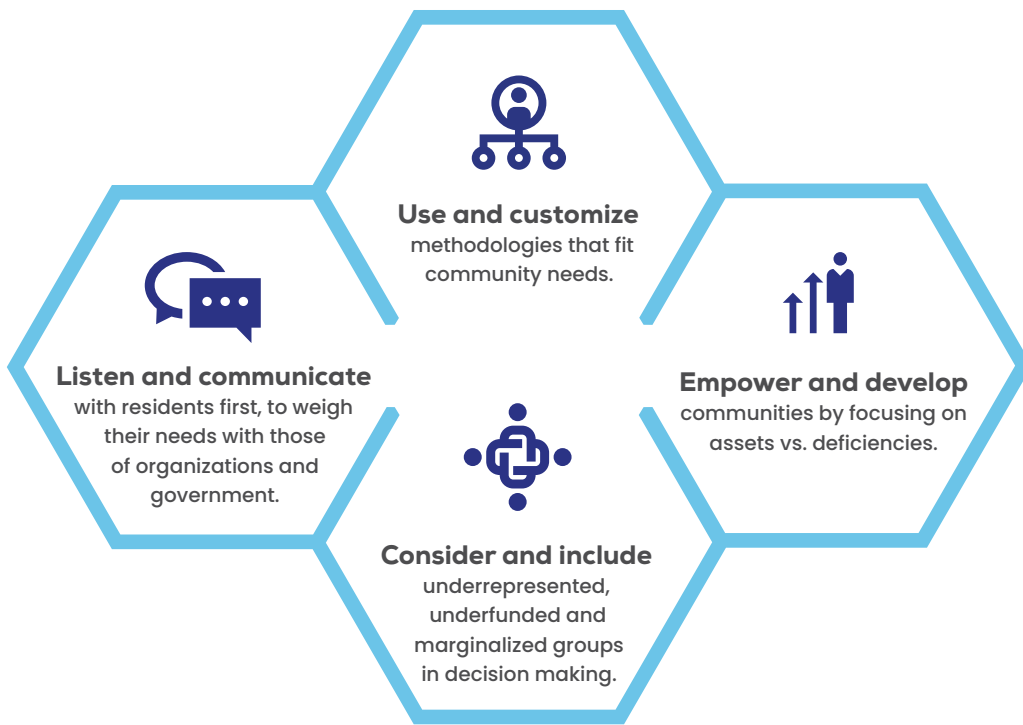 Use and customize
methodologies that fit
community needs.
Listen and communicate
with residents first, to weigh
their needs with those
of organizations and
government.
Empower and develop
communities by focusing on
assets vs. deficiencies.
Consider and include
underrepresented,
underfunded and
marginalized groups
in decision making.